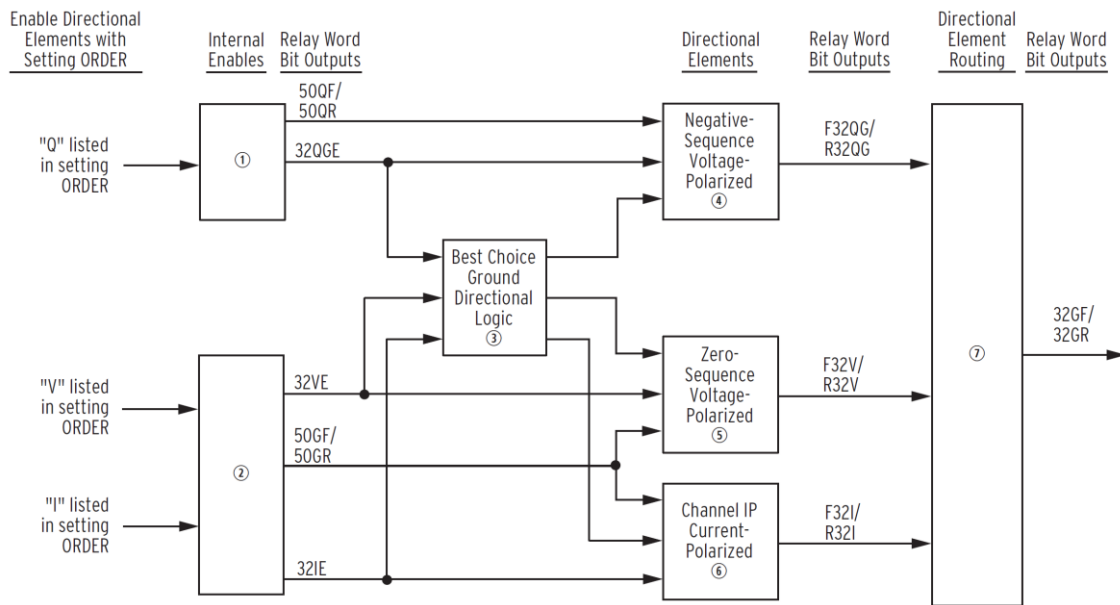 Enable Directional
Elements with
Setting ORDER
Internal
Enables
Relay Word
Bit Outputs
Directional
Elements
Relay Word
Bit Outputs
Directional
Element
Routing
Relay Word
Bit Outputs
"Q" listed
in setting
ORDER
①
50QF/
50QR
32QGE
Negative-
Sequence
Voltage-
Polarized
④
F32QG/
R32QG
Best Choice
Ground
Directional
Logic
③
"V" listed
in setting
ORDER
"I" listed
in setting
ORDER
②
32VE
50GF/
50GR
32IE
Zero-
Sequence
Voltage-
Polarized
⑤
F32V/
R32V
Channel IP
Current-
Polarized
⑥
F32I/
R32I
⑦
32GF/
32GR